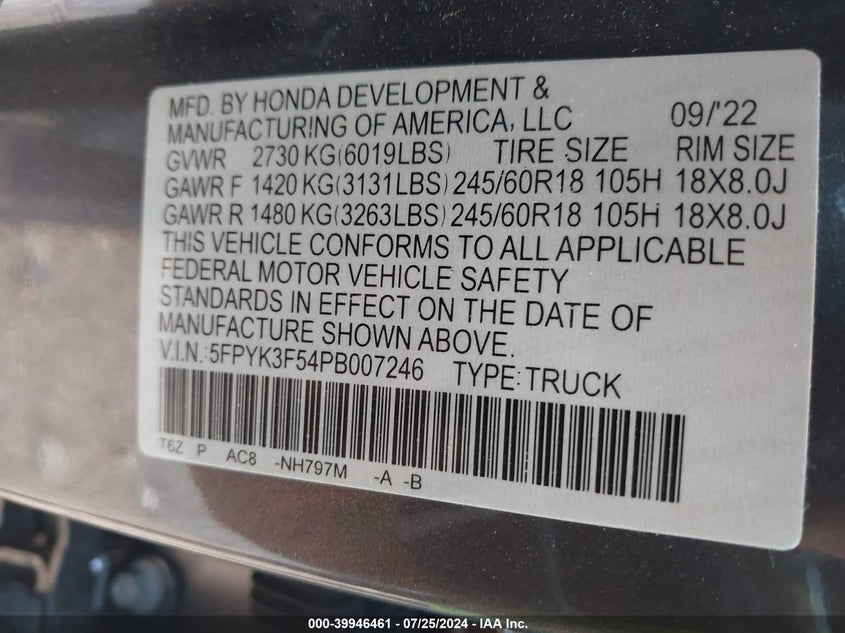 MFD. BY HONDA DEVELOPMENT &
MANUFACTURING OF AMERICA, LLC 09/'22
GVWR 2730 KG(6019LBS) TIRE SIZE RIM SIZE
GAWR F 1420 KG(3131LBS) 245/60R18 105H 18X8.0J
GAWR R 1480 KG(3263LBS) 245/60R18 105H 18X8.0J
THIS VEHICLE CONFORMS TO ALL APPLICABLE
FEDERAL MOTOR VEHICLE SAFETY
STANDARDS IN EFFECT ON THE DATE OF
MANUFACTURE SHOWN ABOVE.
V.I.N.:5FPYK3F54PB007246 TYPE:TRUCK
T6Z P AC8 -NH797M -A -B
000-39946461 - 07/25/2024 - IAA Inc.